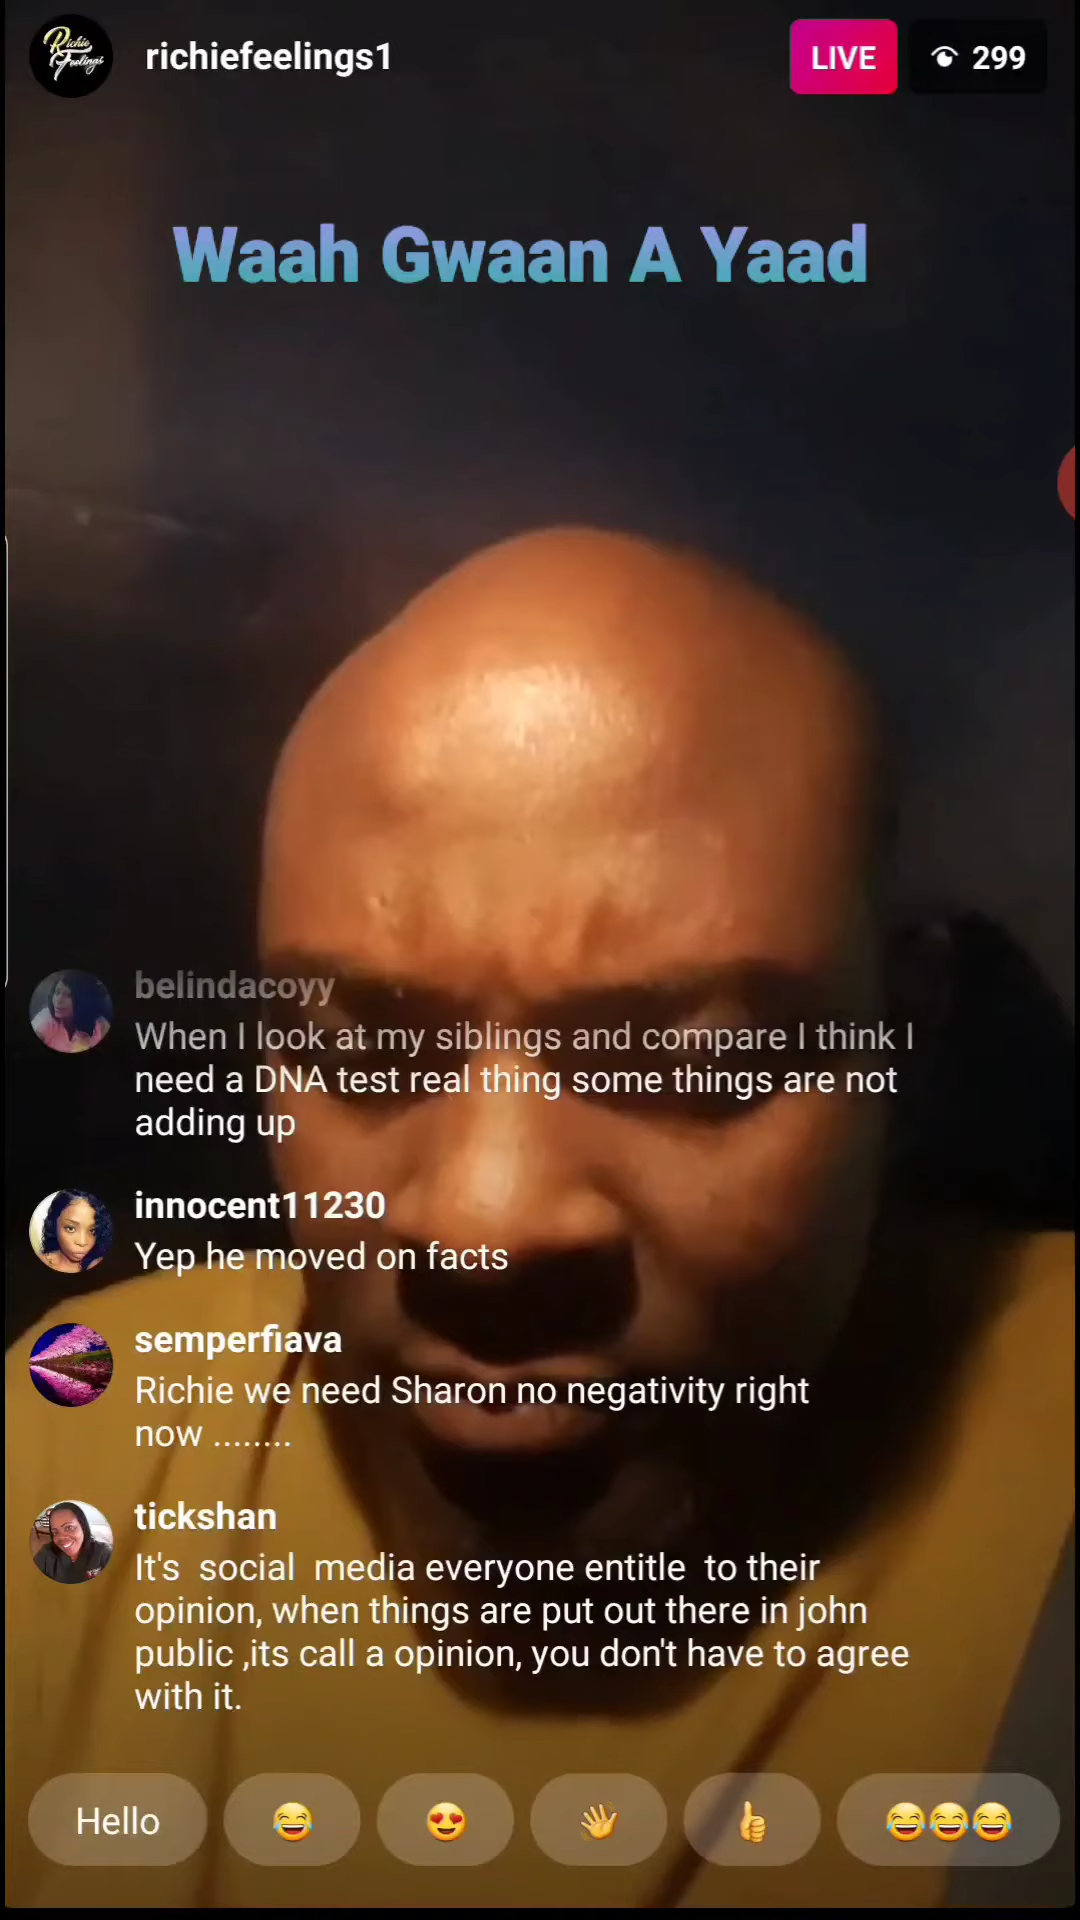 Richie
Feelings
richiefeelings1
LIVE
299
Waah Gwaan A Yaad
belindacoyy
When I look at my siblings and compare I think I
need a DNA test real thing some things are not
adding up
innocent11230
Yep he moved on facts
semperfiava
Richie we need Sharon no negativity right
now ........
tickshan
It's  social  media everyone entitle  to their
opinion, when things are put out there in john
public ,its call a opinion, you don't have to agree
with it.
Hello
😂
😍
👋
👍
😂😂😂